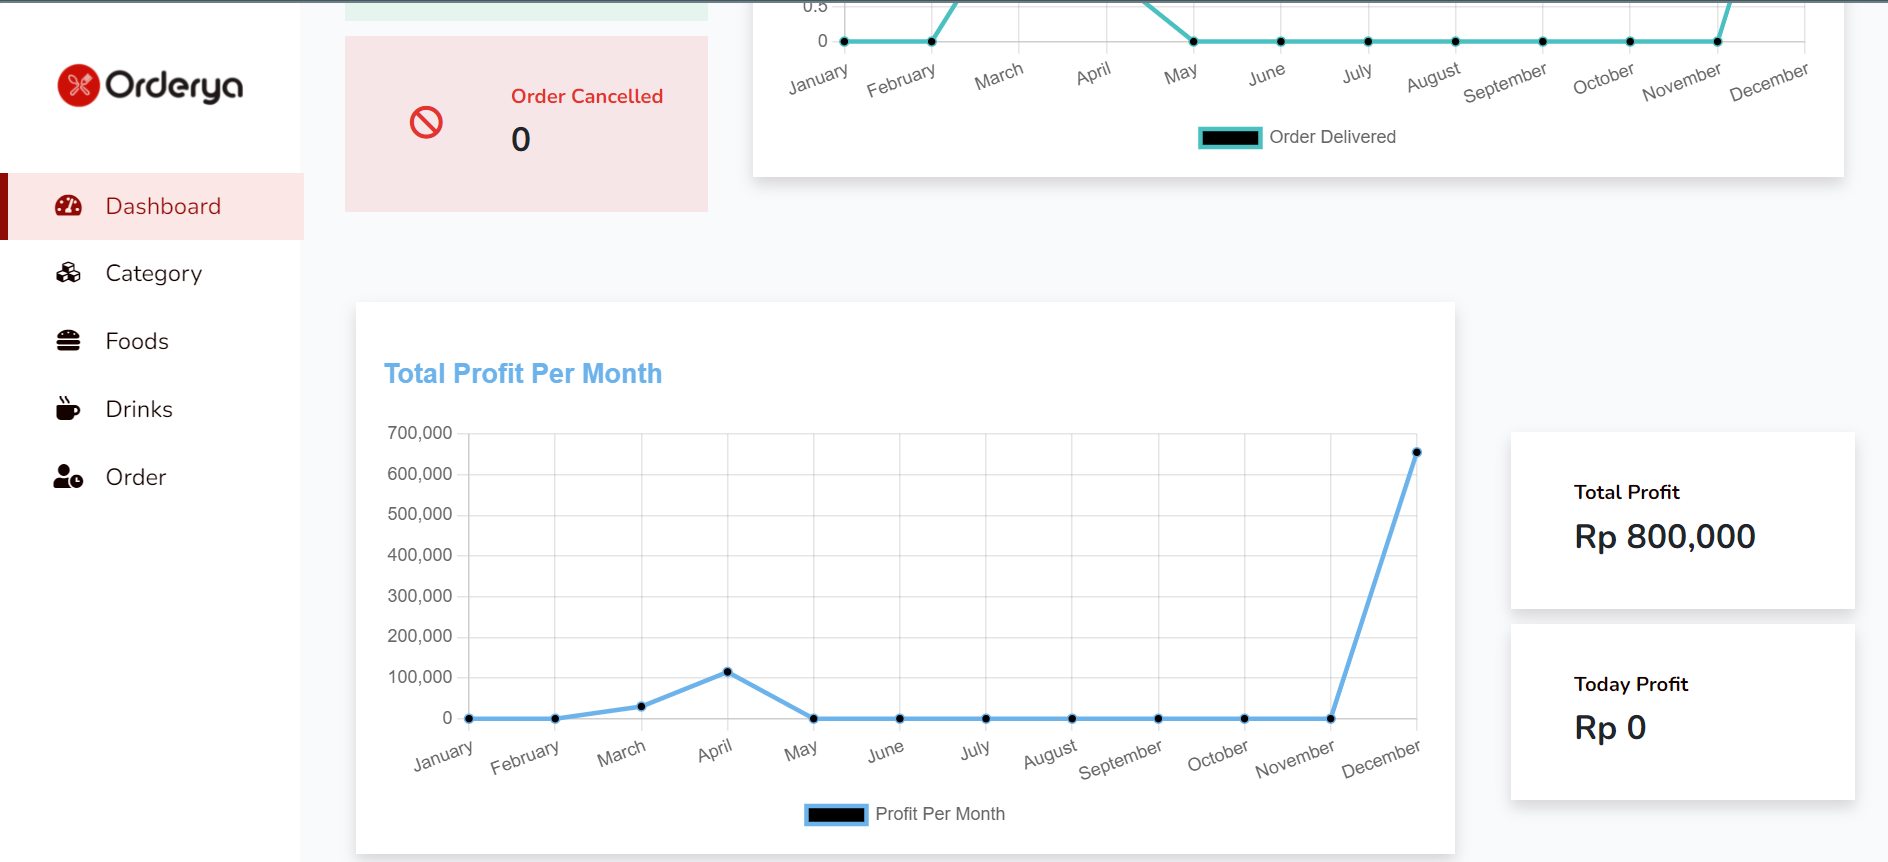 Orderya
Dashboard
Category
Foods
Drinks
Order
Order Cancelled
0
0.5
0
January
February
March
April
May
June
July
August
September
October
November
December
Order Delivered
Total Profit Per Month
700,000
600,000
500,000
400,000
300,000
200,000
100,000
0
January
February
March
April
May
June
July
August
September
October
November
December
Profit Per Month
Total Profit
Rp 800,000
Today Profit
Rp 0